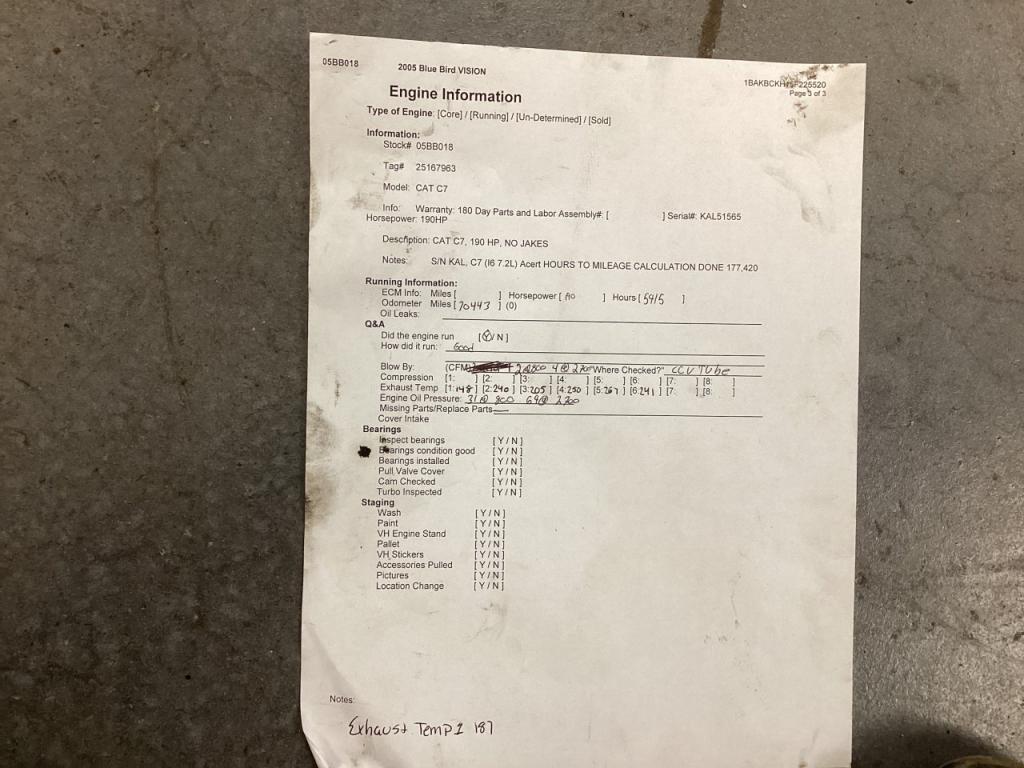 05BB018 2005 Blue Bird VISION
Page 3 of 3
Engine Information
Type of Engine: [Core] / [Running] / [Un-Determined] / [Sold]
Information:
Stock# 05BB018
Tag# 25167963
Model: CAT C7
Info: Warranty: 180 Day Parts and Labor Assembly#: [ ] Serial#: KAL51565
Horsepower: 190HP
Description: CAT C7, 190 HP, NO JAKES
Notes: S/N KAL, C7 (I6 7.2L) Acert HOURS TO MILEAGE CALCULATION DONE 177,420
Running Information:
ECM Info: Miles [ ] Horsepower [ ] Hours [5915 ]
Odometer Miles [70443 ] (0)
Oil Leaks:
Q&A
Did the engine run [Y/ N ]
How did it run: Good
Blow By: (CFM) 2@800 4@ "Where Checked?" CCV Tube
Compression [1: ] [2: ] [3: ] [4: ] [5: ] [6: ] [7: ] [8: ]
Exhaust Temp [1:148] [2:240 ] [3:205 ] [4:250 ] [5:267 ] [6:241 ] [7: ] [8: ]
Engine Oil Pressure: 31@ 800 69@
Missing Parts/Replace Parts
Cover Intake
Bearings
Inspect bearings [ Y / N ]
Bearings condition good [ Y / N ]
Bearings installed [ Y / N ]
Pull Valve Cover [ Y / N ]
Cam Checked [ Y / N ]
Turbo Inspected [ Y / N ]
Staging
Wash [ Y / N ]
Paint [ Y / N ]
VH Engine Stand [ Y / N ]
Pallet [ Y / N ]
VH Stickers [ Y / N ]
Accessories Pulled [ Y / N ]
Pictures [ Y / N ]
Location Change [ Y / N ]
Notes:
Exhaust Temp 1 187